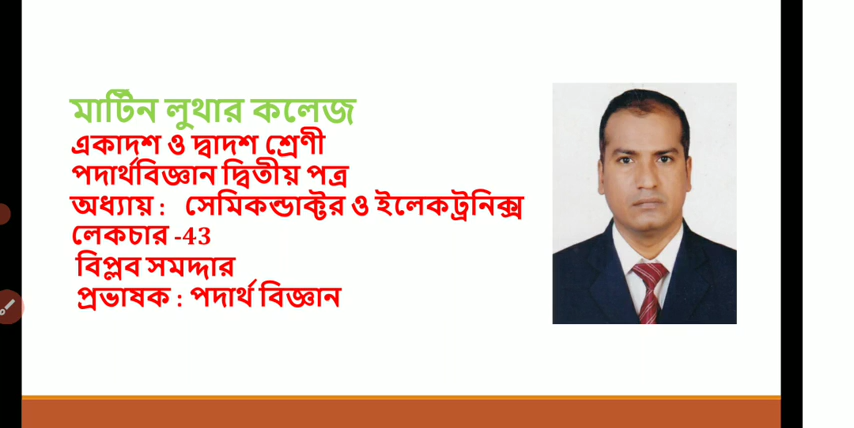 মার্টিন লুথার কলেজ
একাদশ ও দ্বাদশ শ্রেণী
পদার্থবিজ্ঞান দ্বিতীয় পত্র
অধ্যায় : সেমিকন্ডাক্টর ও ইলেকট্রনিক্স
লেকচার -43
বিপ্লব সমদ্দার
প্রভাষক : পদার্থ বিজ্ঞান